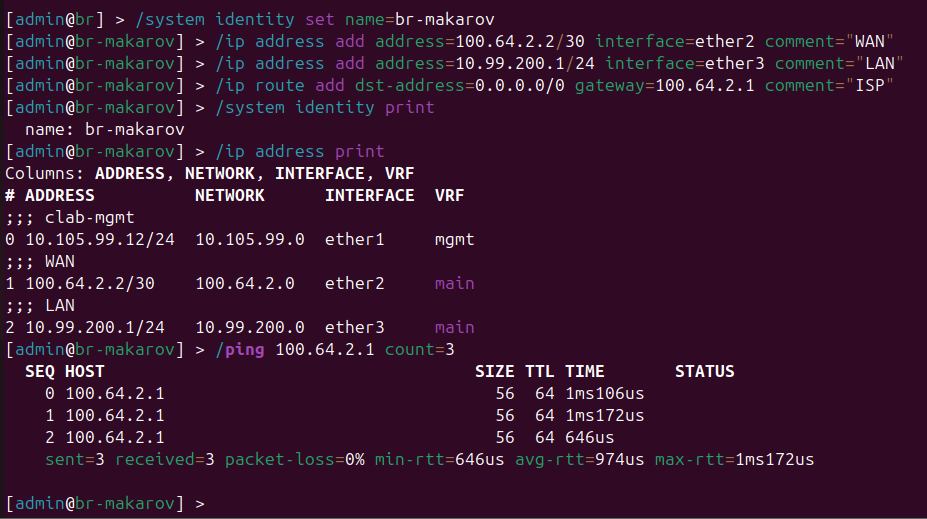 [admin@br] > /system identity set name=br-makarov
[admin@br-makarov] > /ip address add address=100.64.2.2/30 interface=ether2 comment="WAN"
[admin@br-makarov] > /ip address add address=10.99.200.1/24 interface=ether3 comment="LAN"
[admin@br-makarov] > /ip route add dst-address=0.0.0.0/0 gateway=100.64.2.1 comment="ISP"
[admin@br-makarov] > /system identity print
  name: br-makarov
[admin@br-makarov] > /ip address print
Columns: ADDRESS, NETWORK, INTERFACE, VRF
# ADDRESS          NETWORK      INTERFACE  VRF
;;; clab-mgmt
0 10.105.99.12/24  10.105.99.0  ether1     mgmt
;;; WAN
1 100.64.2.2/30    100.64.2.0   ether2     main
;;; LAN
2 10.99.200.1/24   10.99.200.0  ether3     main
[admin@br-makarov] > /ping 100.64.2.1 count=3
  SEQ HOST                                     SIZE TTL TIME       STATUS
    0 100.64.2.1                                 56  64 1ms106us
    1 100.64.2.1                                 56  64 1ms172us
    2 100.64.2.1                                 56  64 646us
    sent=3 received=3 packet-loss=0% min-rtt=646us avg-rtt=974us max-rtt=1ms172us
[admin@br-makarov] >